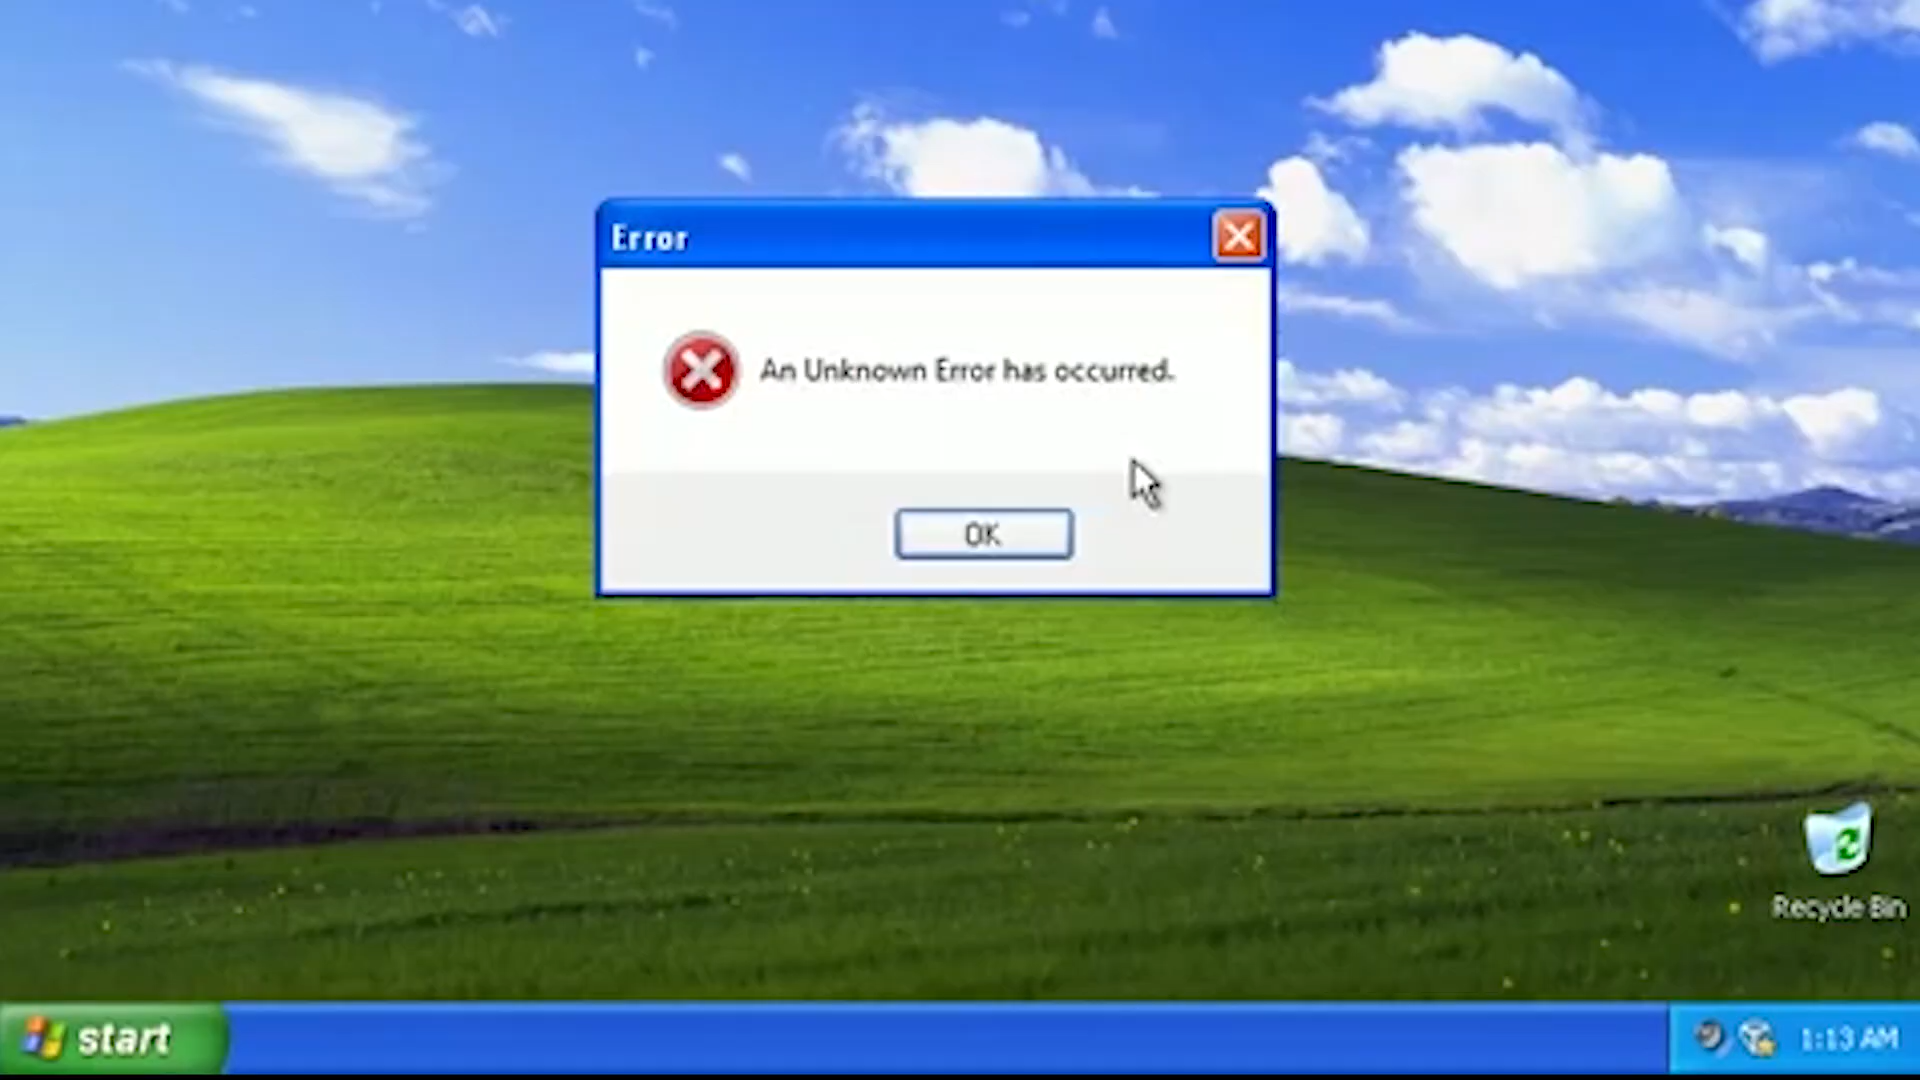 Error
An Unknown Error has occurred.
OK
Recycle Bin
start
1:13 AM